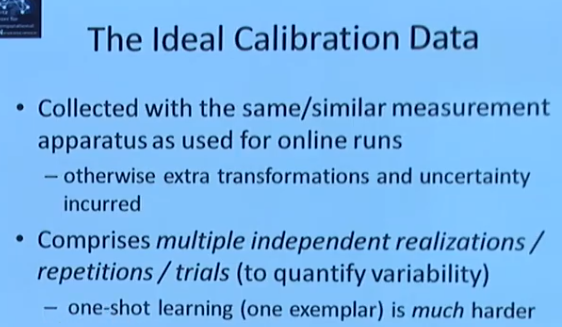 The Ideal Calibration Data
• Collected with the same/similar measurement
apparatus as used for online runs
– otherwise extra transformations and uncertainty
incurred
• Comprises multiple independent realizations /
repetitions / trials (to quantify variability)
– one-shot learning (one exemplar) is much harder